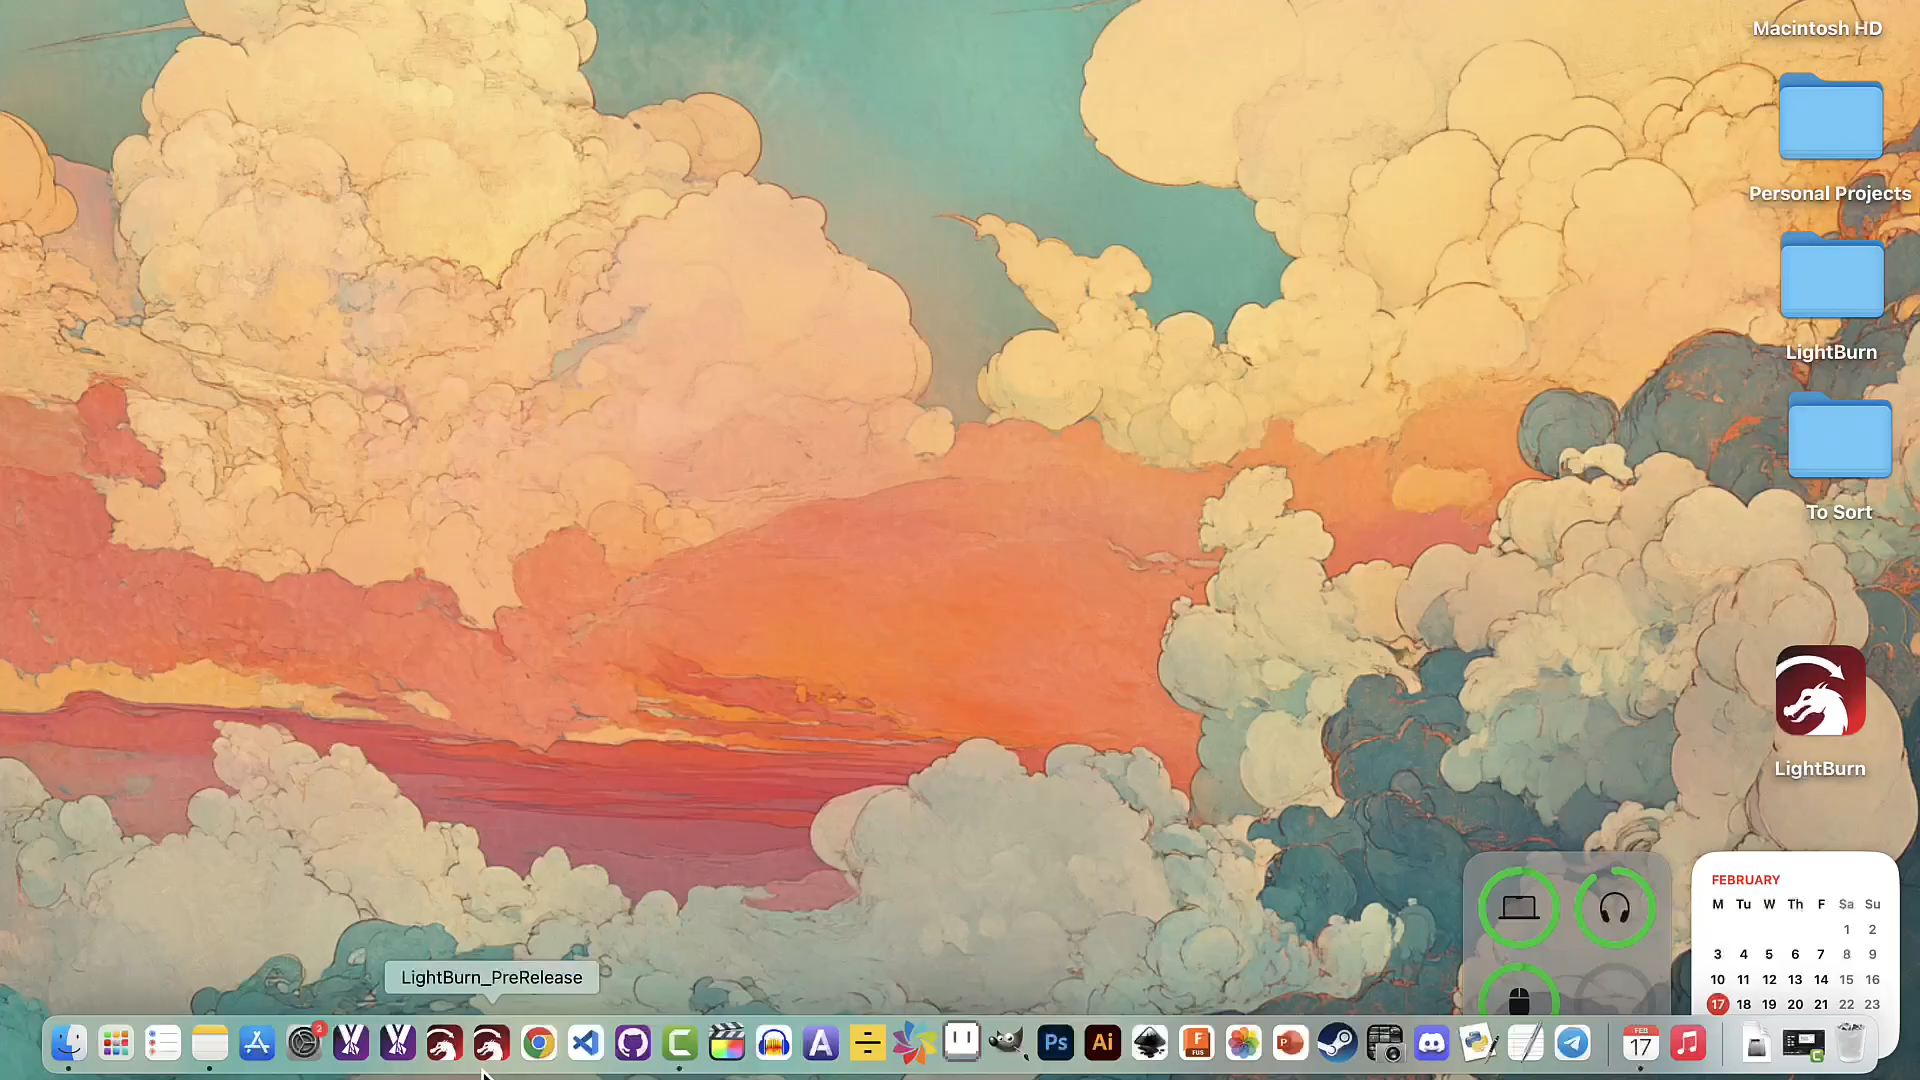 Macintosh HD
Personal Projects
LightBurn
To Sort
LightBurn
FEBRUARY
M Tu W Th F Sa Su
1 2
3 4 5 6 7 8 9
10 11 12 13 14 15 16
17 18 19 20 21 22 23
LightBurn_PreRelease
2
Ps
Ai
F
FUS
P
FEB
17